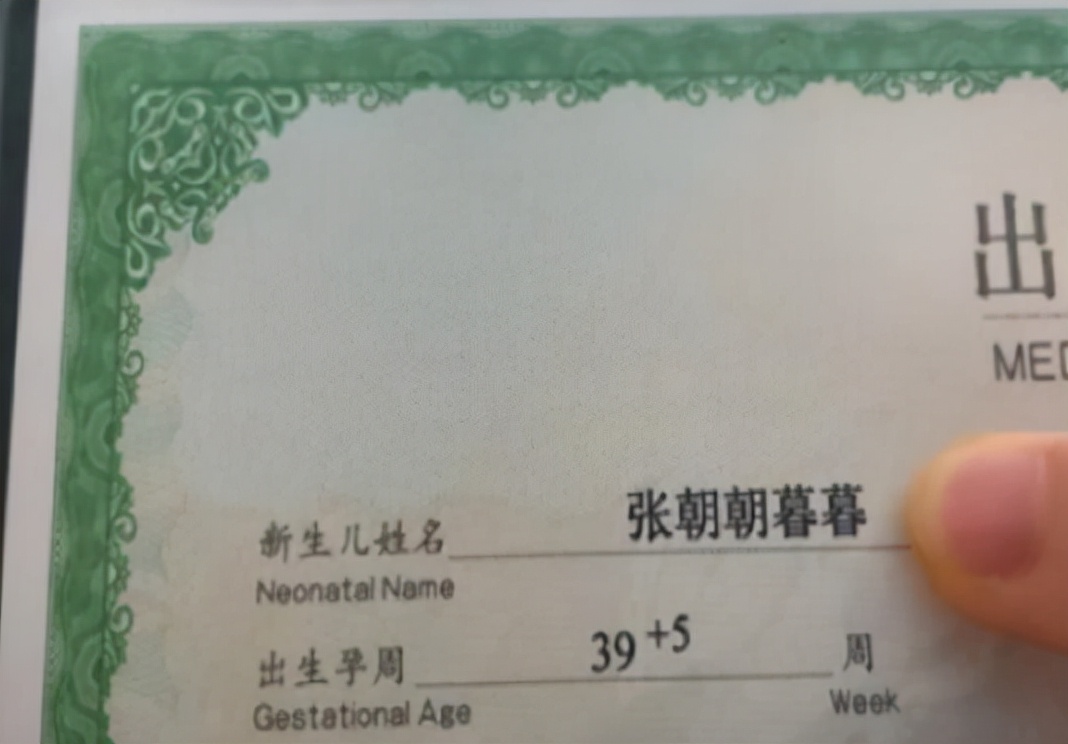 出
MED
新生儿姓名 张朝朝暮暮
Neonatal Name
出生孕周 39 +5 周
Gestational Age Week